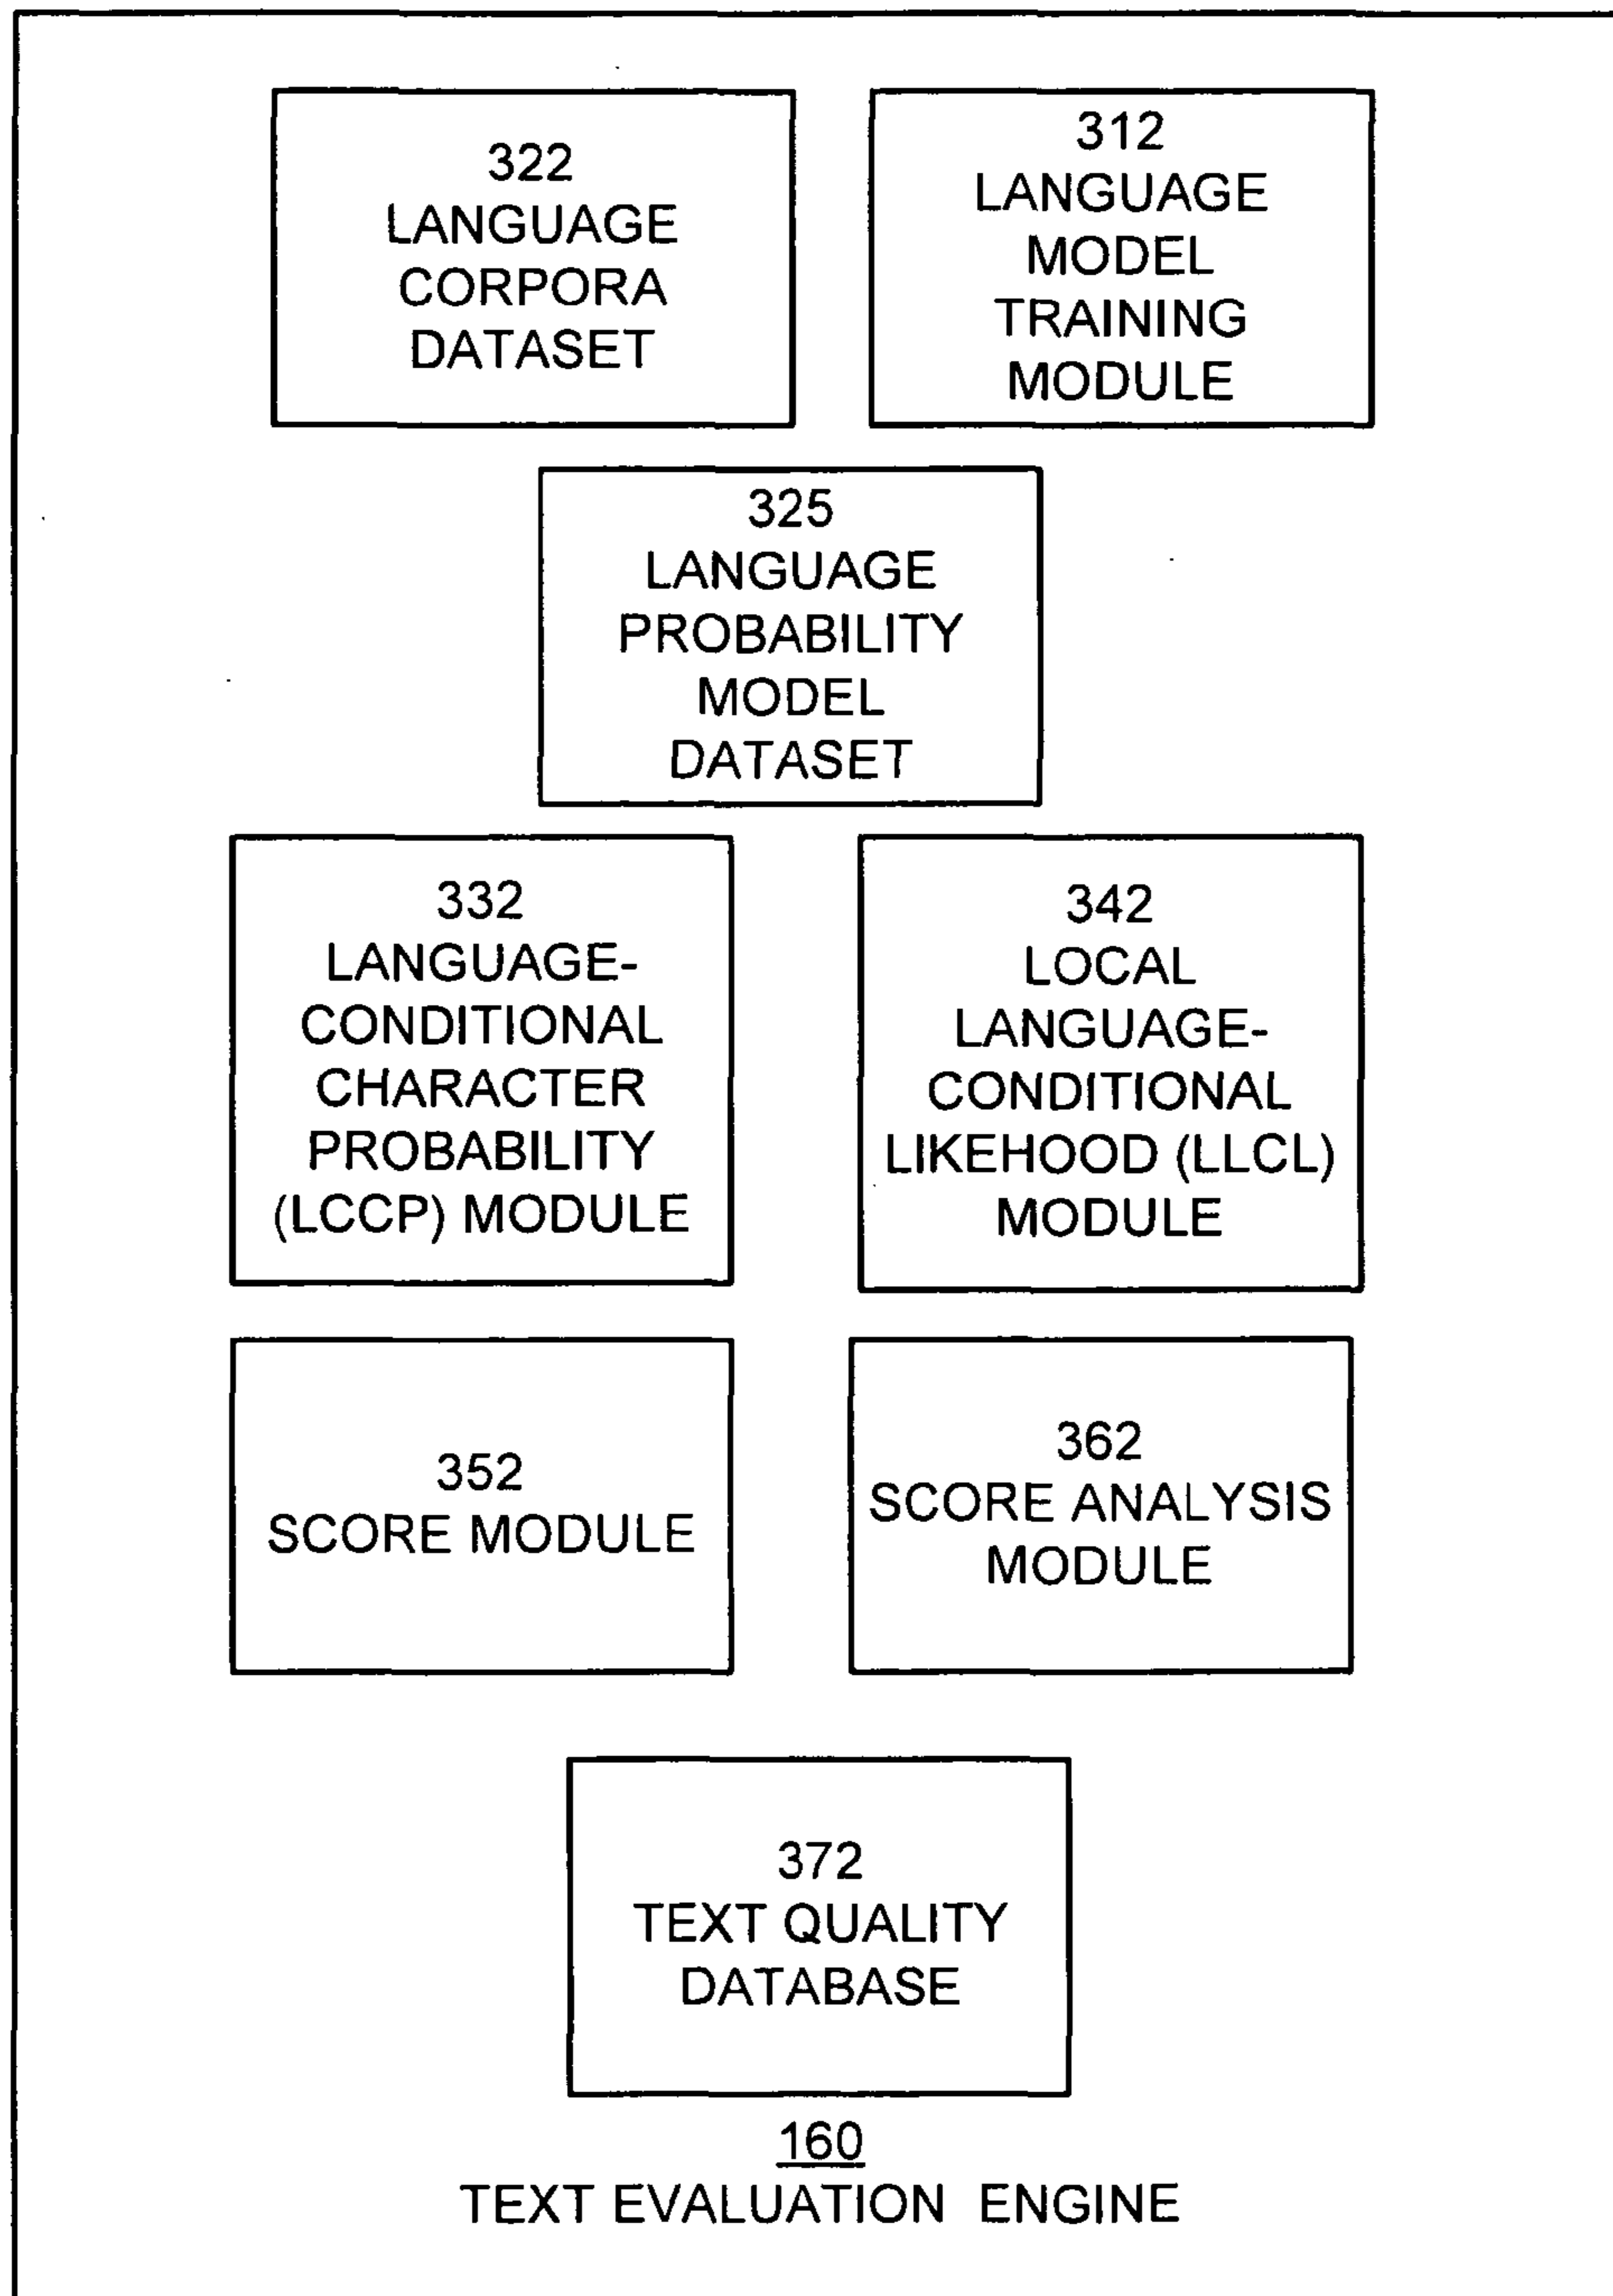 322
LANGUAGE
CORPORA
DATASET
312
LANGUAGE
MODEL
TRAINING
MODULE
325
LANGUAGE
PROBABILITY
MODEL
DATASET
332
LANGUAGE-
CONDITIONAL
CHARACTER
PROBABILITY
(LCCP) MODULE
342
LOCAL
LANGUAGE-
CONDITIONAL
LIKEHOOD (LLCL)
MODULE
352
SCORE MODULE
362
SCORE ANALYSIS
MODULE
372
TEXT QUALITY
DATABASE
160
TEXT EVALUATION ENGINE